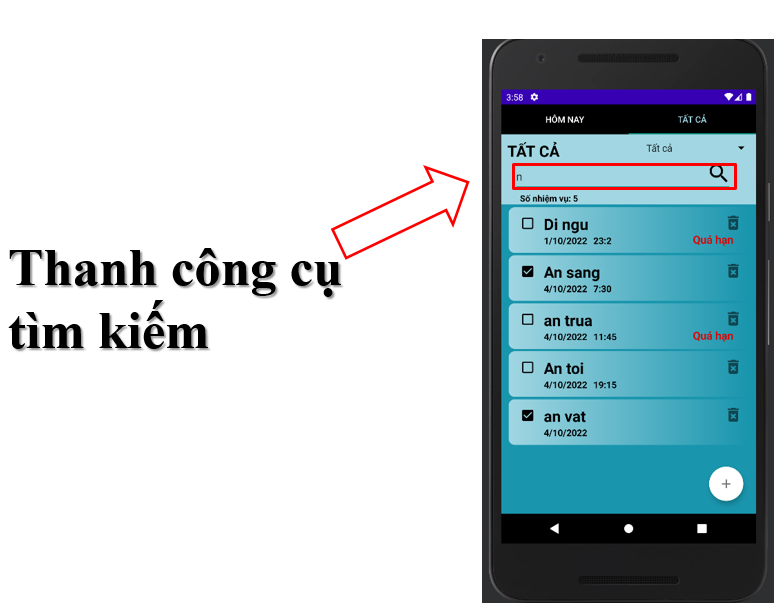 Thanh công cụ
tìm kiếm
3:58
HÔM NAY TẤT CẢ
TẤT CẢ Tất cả
n
Số nhiệm vụ: 5
Di ngu
1/10/2022 23:2 Quá hạn
An sang
4/10/2022 7:30
an trua
4/10/2022 11:45 Quá hạn
An toi
4/10/2022 19:15
an vat
4/10/2022
+